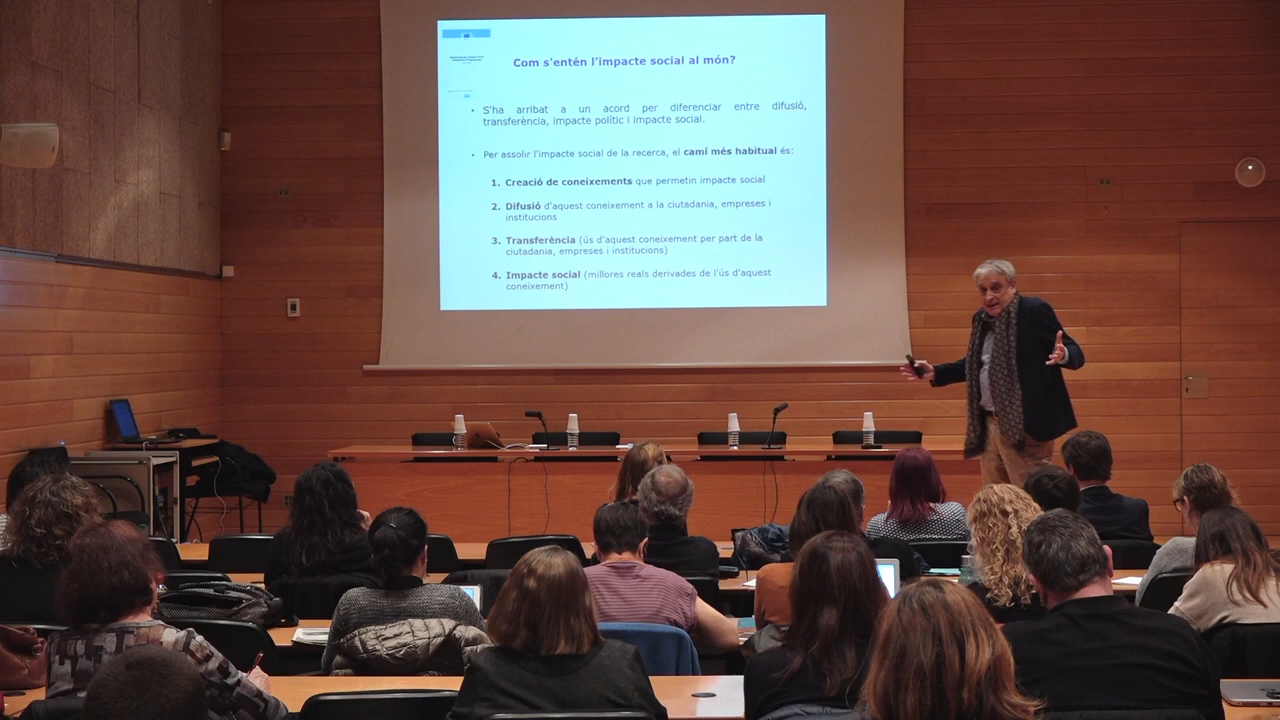 Com s'entén l'impacte social al món?
• S'ha arribat a un acord per diferenciar entre difusió,
transferència, impacte polític i impacte social.
• Per assolir l'impacte social de la recerca, el camí més habitual és:
1. Creació de coneixements que permetin impacte social
2. Difusió d'aquest coneixement a la ciutadania, empreses i
institucions
3. Transferència (ús d'aquest coneixement per part de la
ciutadania, empreses i institucions)
4. Impacte social (millores reals derivades de l'ús d'aquest
coneixement)